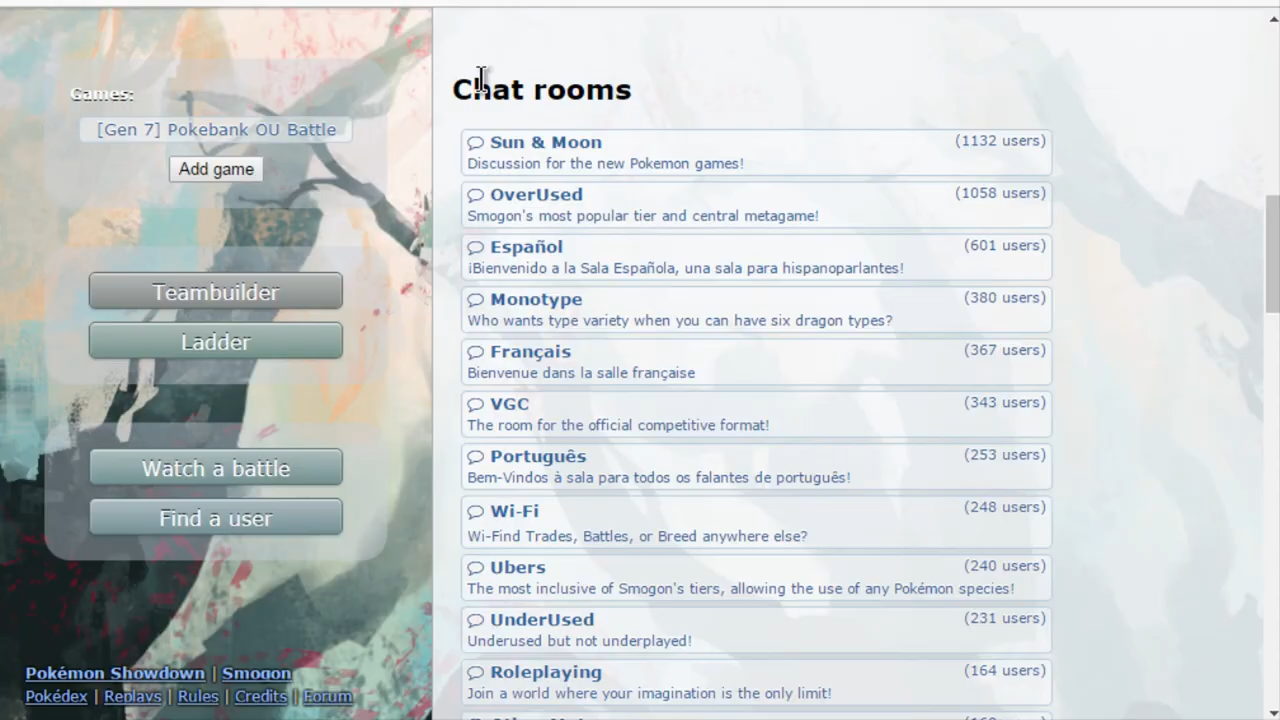 Games:
[Gen 7] Pokebank OU Battle
Add game
Teambuilder
Ladder
Watch a battle
Find a user
Pokémon Showdown | Smogon
Pokédex | Replays | Rules | Credits | Forum
Chat rooms
Sun & Moon (1132 users)
Discussion for the new Pokemon games!
OverUsed (1058 users)
Smogon's most popular tier and central metagame!
Español (601 users)
¡Bienvenido a la Sala Española, una sala para hispanoparlantes!
Monotype (380 users)
Who wants type variety when you can have six dragon types?
Français (367 users)
Bienvenue dans la salle française
VGC (343 users)
The room for the official competitive format!
Português (253 users)
Bem-Vindos à sala para todos os falantes de português!
Wi-Fi (248 users)
Wi-Find Trades, Battles, or Breed anywhere else?
Ubers (240 users)
The most inclusive of Smogon's tiers, allowing the use of any Pokémon species!
UnderUsed (231 users)
Underused but not underplayed!
Roleplaying (164 users)
Join a world where your imagination is the only limit!